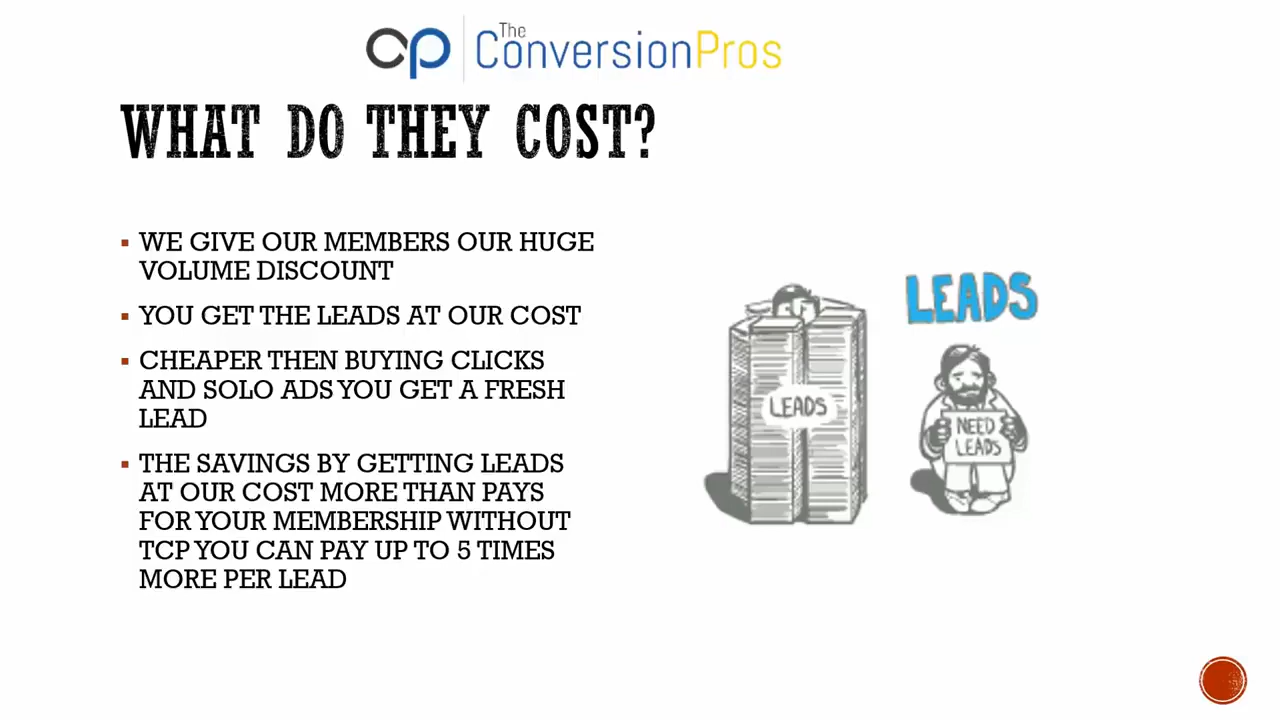 cp The
ConversionPros
WHAT DO THEY COST?
WE GIVE OUR MEMBERS OUR HUGE
VOLUME DISCOUNT
YOU GET THE LEADS AT OUR COST
CHEAPER THEN BUYING CLICKS
AND SOLO ADS YOU GET A FRESH
LEAD
THE SAVINGS BY GETTING LEADS
AT OUR COST MORE THAN PAYS
FOR YOUR MEMBERSHIP WITHOUT
TCP YOU CAN PAY UP TO 5 TIMES
MORE PER LEAD
LEADS
LEADS
NEED
LEADS